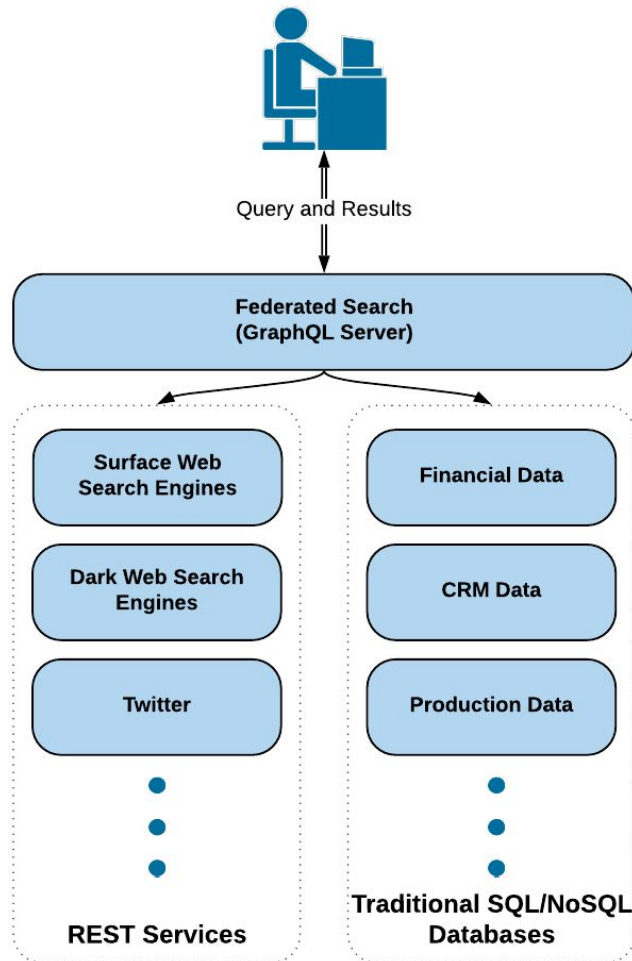 Query and Results
Federated Search
(GraphQL Server)
Surface Web
Search Engines
Dark Web Search
Engines
Twitter
REST Services
Financial Data
CRM Data
Production Data
Traditional SQL/NoSQL
Databases